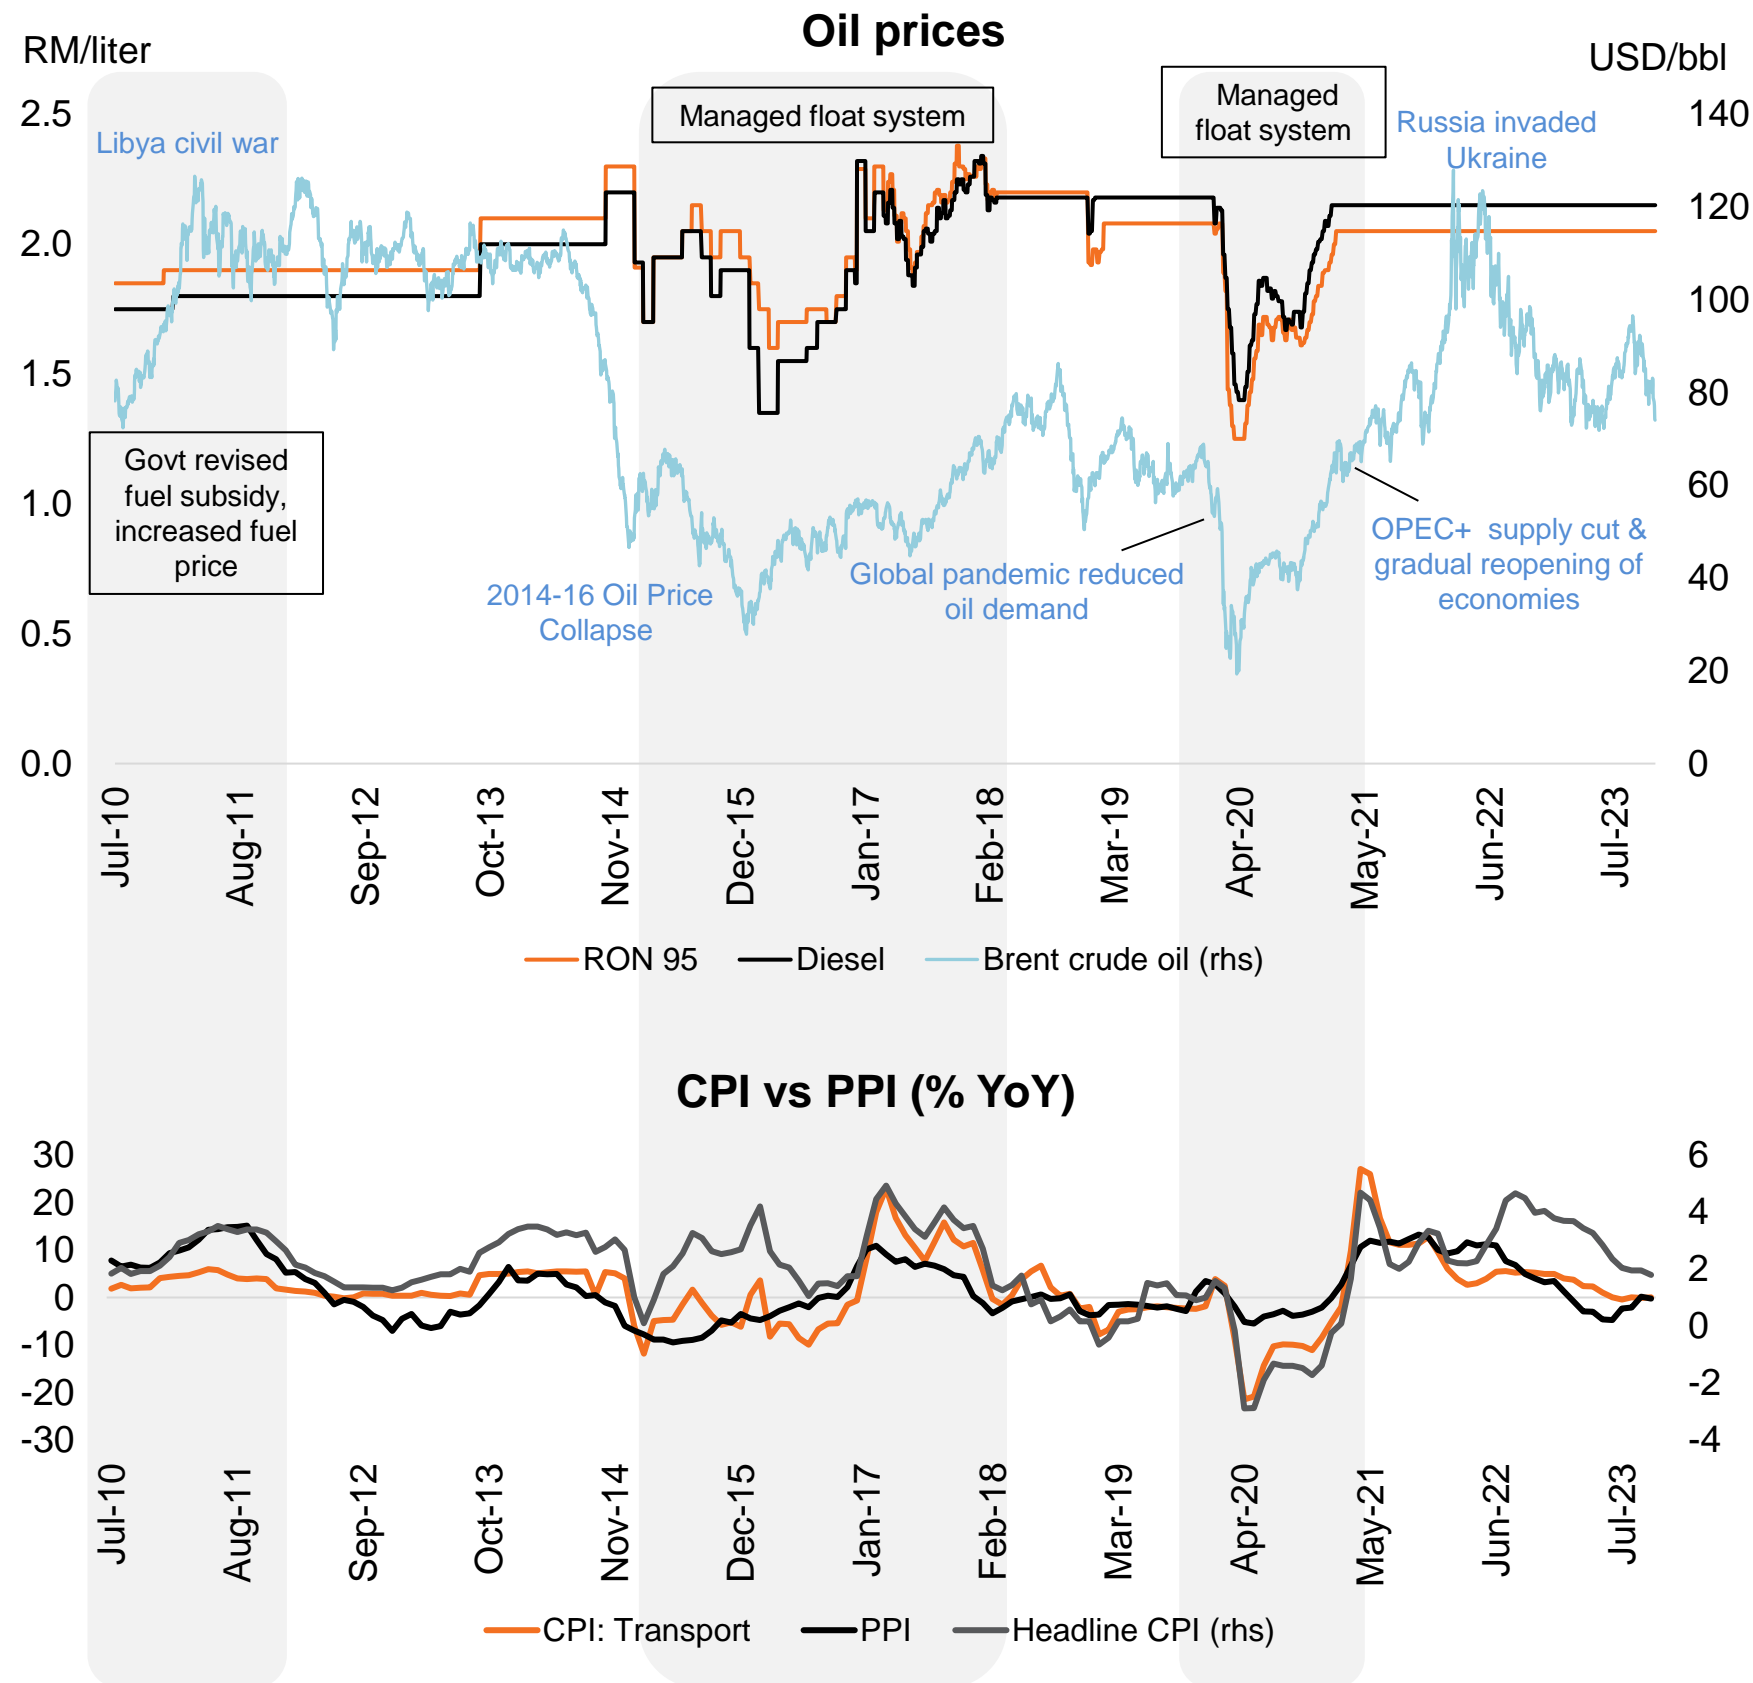 Oil prices
RM/liter
USD/bbl
2.5
2.0
1.5
1.0
0.5
0.0
140
120
100
80
60
40
20
0
Libya civil war
Managed float system
Managed
float system
Russia invaded
Ukraine
Govt revised
fuel subsidy,
increased fuel
price
2014-16 Oil Price
Collapse
Global pandemic reduced
oil demand
OPEC+ supply cut &
gradual reopening of
economies
Jul-10
Aug-11
Sep-12
Oct-13
Nov-14
Dec-15
Jan-17
Feb-18
Mar-19
Apr-20
May-21
Jun-22
Jul-23
RON 95
Diesel
Brent crude oil (rhs)
CPI vs PPI (% YoY)
30
20
10
0
-10
-20
-30
6
4
2
0
-2
-4
Jul-10
Aug-11
Sep-12
Oct-13
Nov-14
Dec-15
Jan-17
Feb-18
Mar-19
Apr-20
May-21
Jun-22
Jul-23
CPI: Transport
PPI
Headline CPI (rhs)